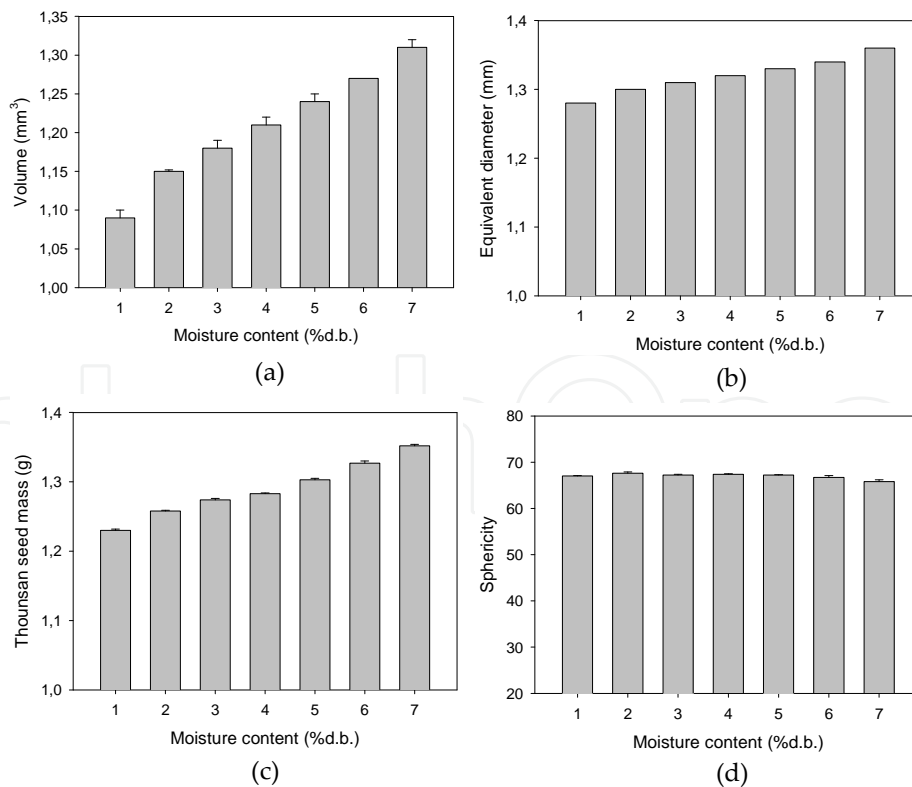 1,35
1,30
1,25
1,20
1,15
1,10
1,05
1,00
Volume (mm³)
1 2 3 4 5 6 7
Moisture content (%d.b.)
(a)
1,4
1,3
1,2
1,1
1,0
Equivalent diameter (mm)
1 2 3 4 5 6 7
Moisture content (%d.b.)
(b)
1,4
1,3
1,2
1,1
1,0
Thounsan seed mass (g)
1 2 3 4 5 6 7
Moisture content (%d.b.)
(c)
80
70
60
50
40
30
20
Sphericity
1 2 3 4 5 6 7
Moisture content (%d.b.)
(d)